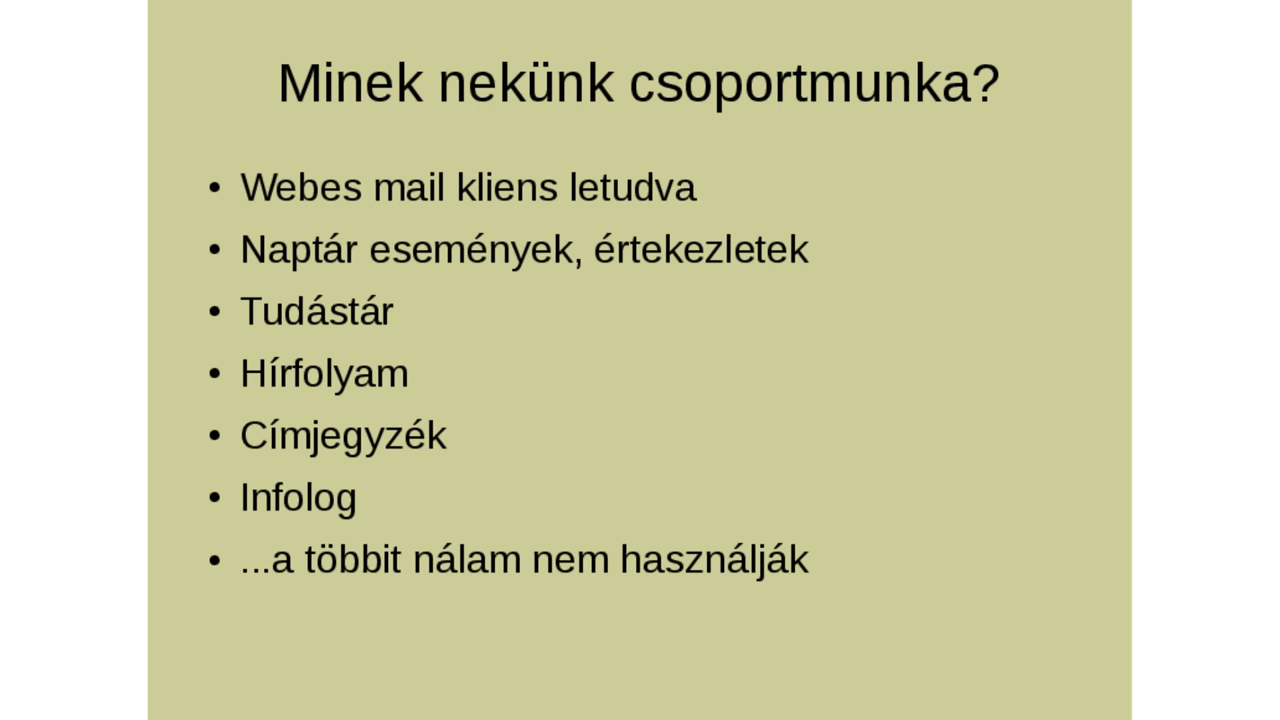 Minek nekünk csoportmunka?
• Webes mail kliens letudva
• Naptár események, értekezletek
• Tudástár
• Hírfolyam
• Címjegyzék
• Infolog
• ...a többit nálam nem használják